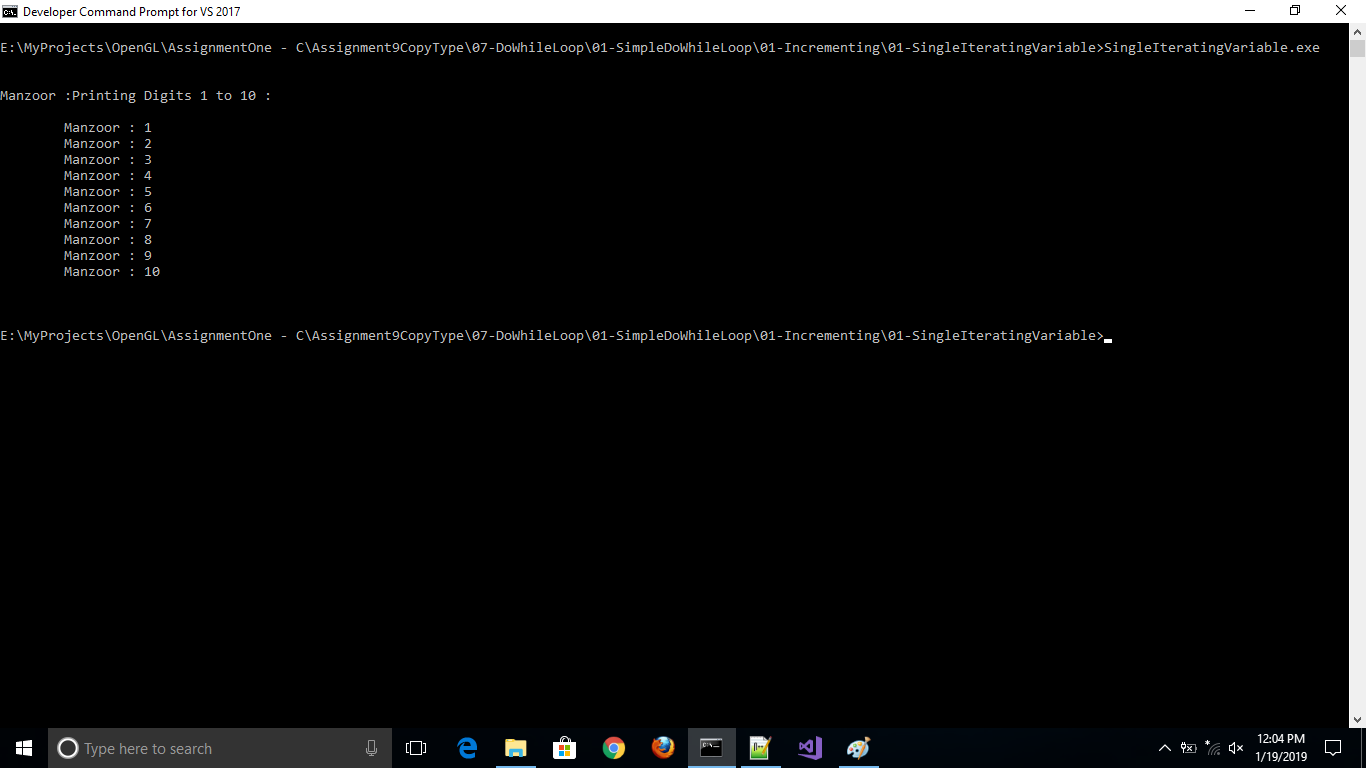 Developer Command Prompt for VS 2017
E:\MyProjects\OpenGL\AssignmentOne - C\Assignment9CopyType\07-DoWhileLoop\01-SimpleDoWhileLoop\01-Incrementing\01-SingleIteratingVariable>SingleIteratingVariable.exe
Manzoor :Printing Digits 1 to 10 :
Manzoor : 1
Manzoor : 2
Manzoor : 3
Manzoor : 4
Manzoor : 5
Manzoor : 6
Manzoor : 7
Manzoor : 8
Manzoor : 9
Manzoor : 10
E:\MyProjects\OpenGL\AssignmentOne - C\Assignment9CopyType\07-DoWhileLoop\01-SimpleDoWhileLoop\01-Incrementing\01-SingleIteratingVariable>
Type here to search
12:04 PM
1/19/2019